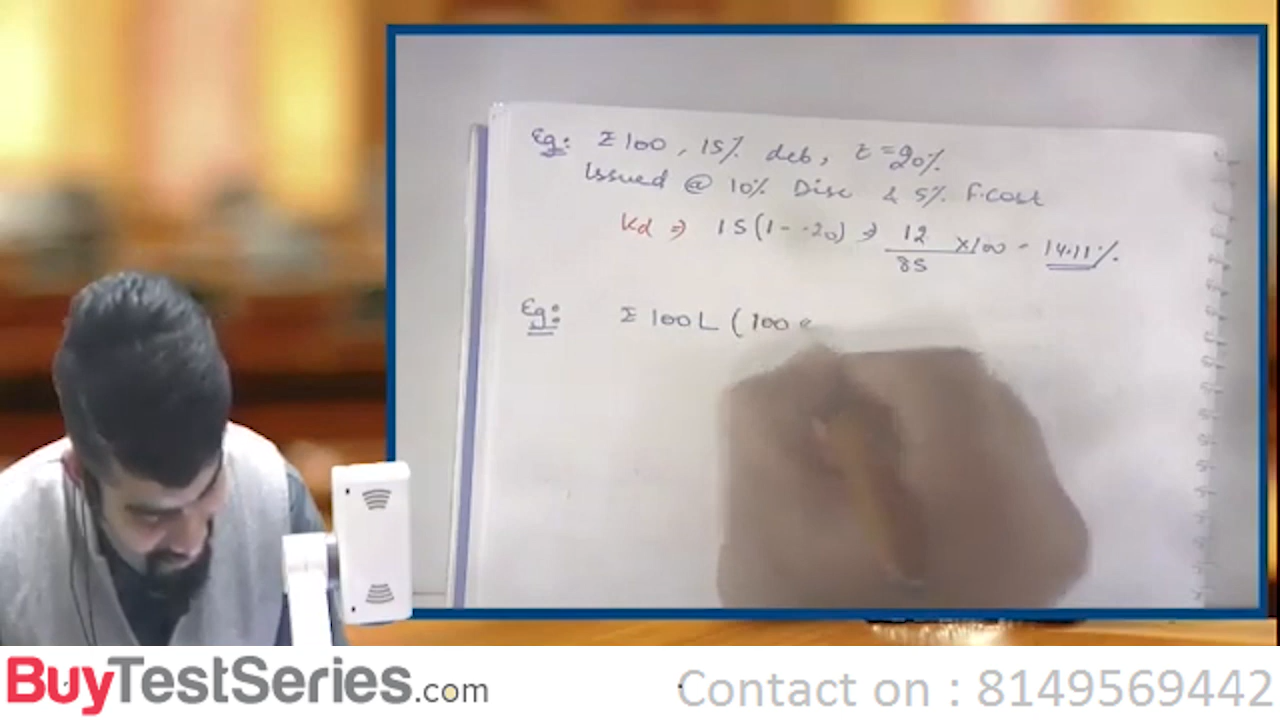 Eg: ₹100, 15% deb, t=20%
Issued @ 10% Disc & 5% F.Cost
Kd ⇒ 15(1-.20) ⇒ 12/85 x100 = 14.11%
Eg: ₹100L (100
BuyTestSeries.com
Contact on : 8149569442